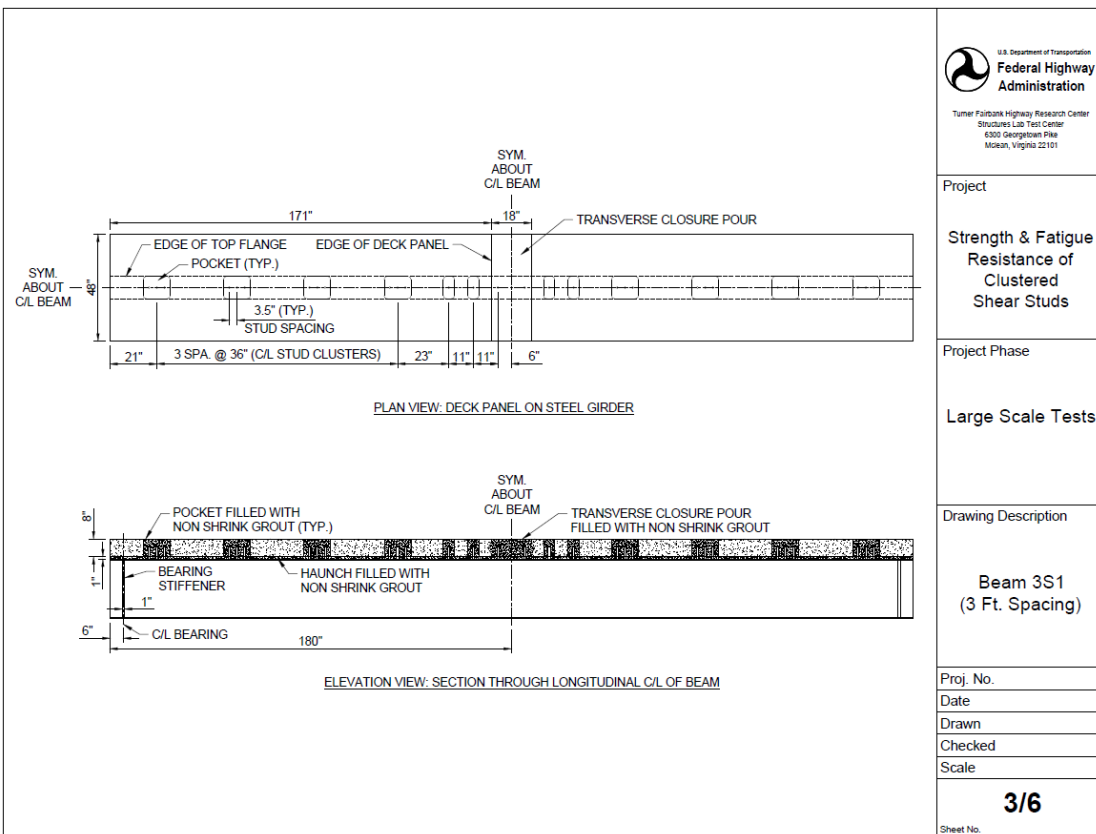 SYM.
ABOUT
C/L BEAM
171"
18"
TRANSVERSE CLOSURE POUR
EDGE OF TOP FLANGE
EDGE OF DECK PANEL
POCKET (TYP.)
SYM.
ABOUT
C/L BEAM
48"
3.5" (TYP.)
STUD SPACING
21"
3 SPA. @ 36" (C/L STUD CLUSTERS)
23"
11"
11"
6"
PLAN VIEW: DECK PANEL ON STEEL GIRDER
SYM.
ABOUT
C/L BEAM
8"
POCKET FILLED WITH
NON SHRINK GROUT (TYP.)
TRANSVERSE CLOSURE POUR
FILLED WITH NON SHRINK GROUT
1"
BEARING
STIFFENER
HAUNCH FILLED WITH
NON SHRINK GROUT
1"
6"
C/L BEARING
180"
ELEVATION VIEW: SECTION THROUGH LONGITUDINAL C/L OF BEAM
U.S. Department of Transportation
Federal Highway
Administration
Turner Fairbank Highway Research Center
Structures Lab Test Center
6300 Georgetown Pike
Mclean, Virginia 22101
Project
Strength & Fatigue
Resistance of
Clustered
Shear Studs
Project Phase
Large Scale Tests
Drawing Description
Beam 3S1
(3 Ft. Spacing)
Proj. No.
Date
Drawn
Checked
Scale
3/6
Sheet No.